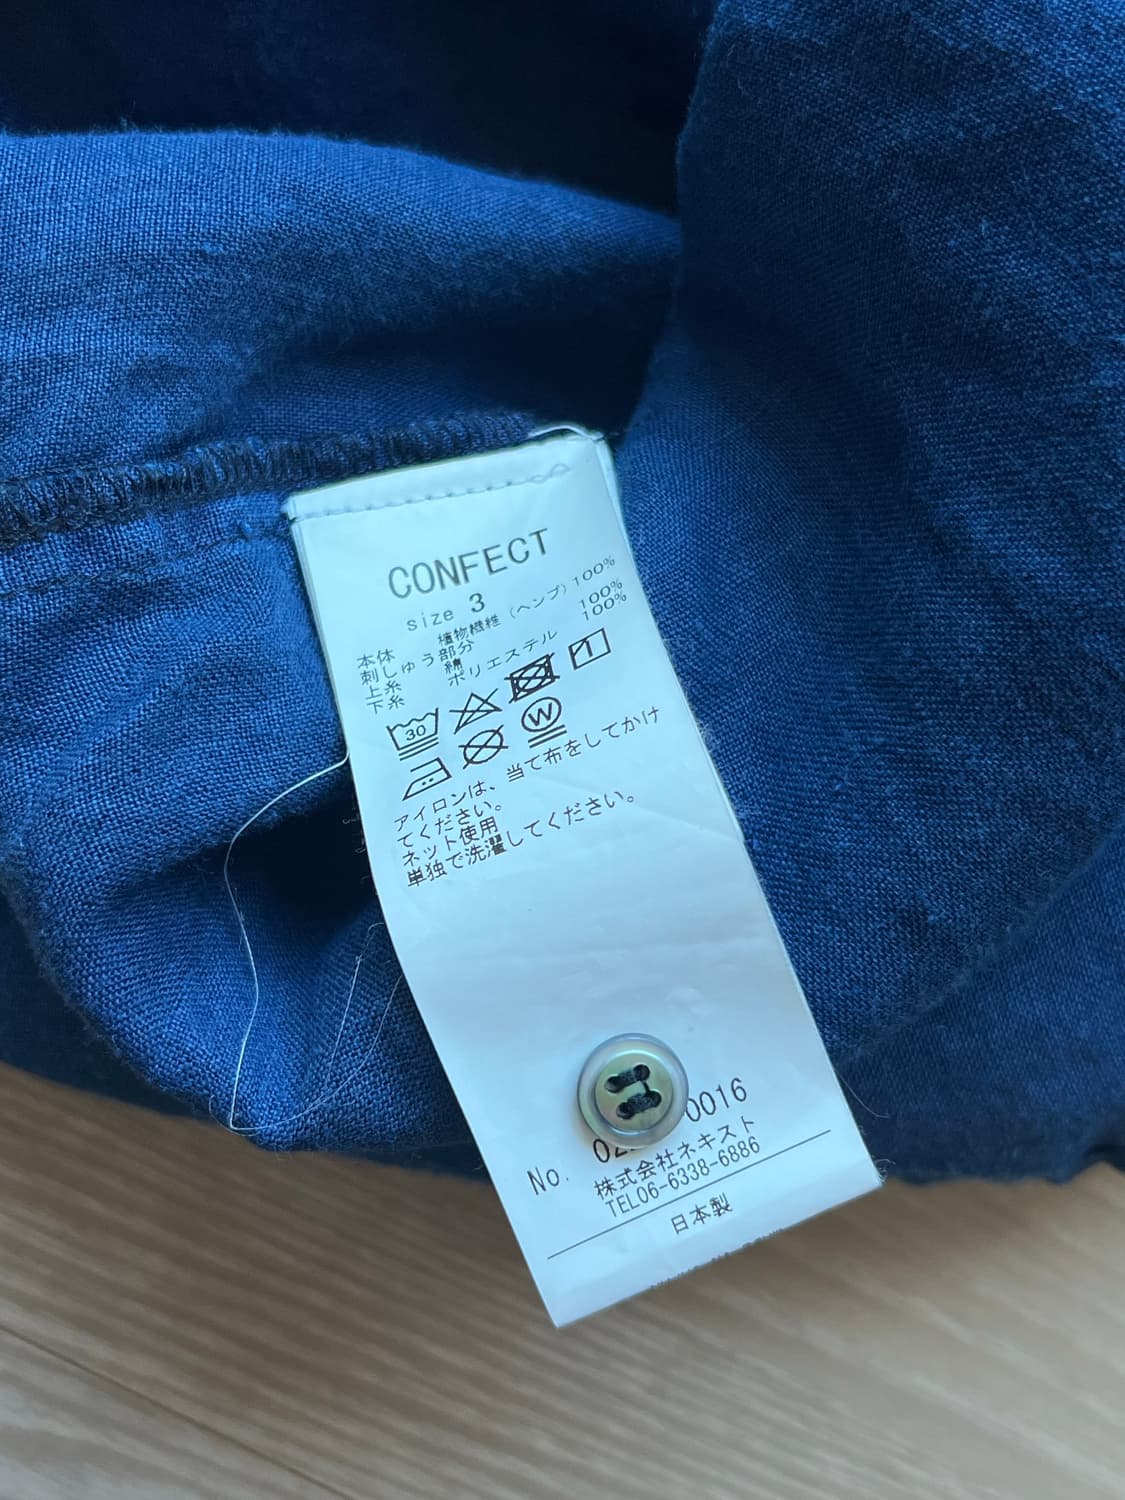 CONFECT
size 3
本体 植物繊維 (ヘンプ) 100%
刺しゅう部分
上糸 綿 100%
下糸 ポリエステル 100%
30
W
アイロンは、当て布をしてかけ
てください。
ネット使用
単独で洗濯してください。
No. 0016
株式会社ネキスト
TEL06-6338-6886
日本製